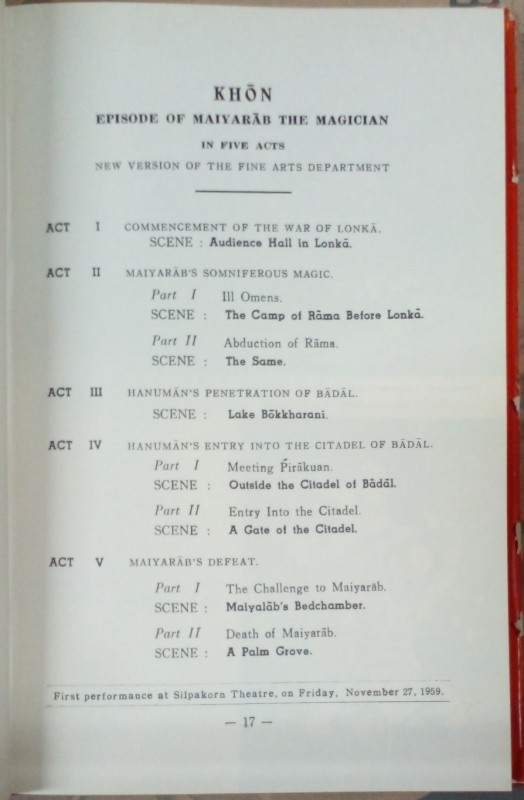 KHŌN
EPISODE OF MAIYARĀB THE MAGICIAN
IN FIVE ACTS
NEW VERSION OF THE FINE ARTS DEPARTMENT
ACT I COMMENCEMENT OF THE WAR OF LONKĀ.
SCENE : Audience Hall in Lonkā.
ACT II MAIYARĀB'S SOMNIFEROUS MAGIC.
Part I Ill Omens.
SCENE : The Camp of Rāma Before Lonkā.
Part II Abduction of Rāma.
SCENE : The Same.
ACT III HANUMĀN'S PENETRATION OF BĀDĀL.
SCENE : Lake Bōkkharani.
ACT IV HANUMĀN'S ENTRY INTO THE CITADEL OF BĀDĀL.
Part I Meeting Ṕirākuan.
SCENE : Outside the Citadel of Bādāl.
Part II Entry Into the Citadel.
SCENE : A Gate of the Citadel.
ACT V MAIYARĀB'S DEFEAT.
Part I The Challenge to Maiyarāb.
SCENE : Maiyalāb's Bedchamber.
Part II Death of Maiyarāb.
SCENE : A Palm Grove.
First performance at Silpakorn Theatre, on Friday, November 27, 1959.
— 17 —